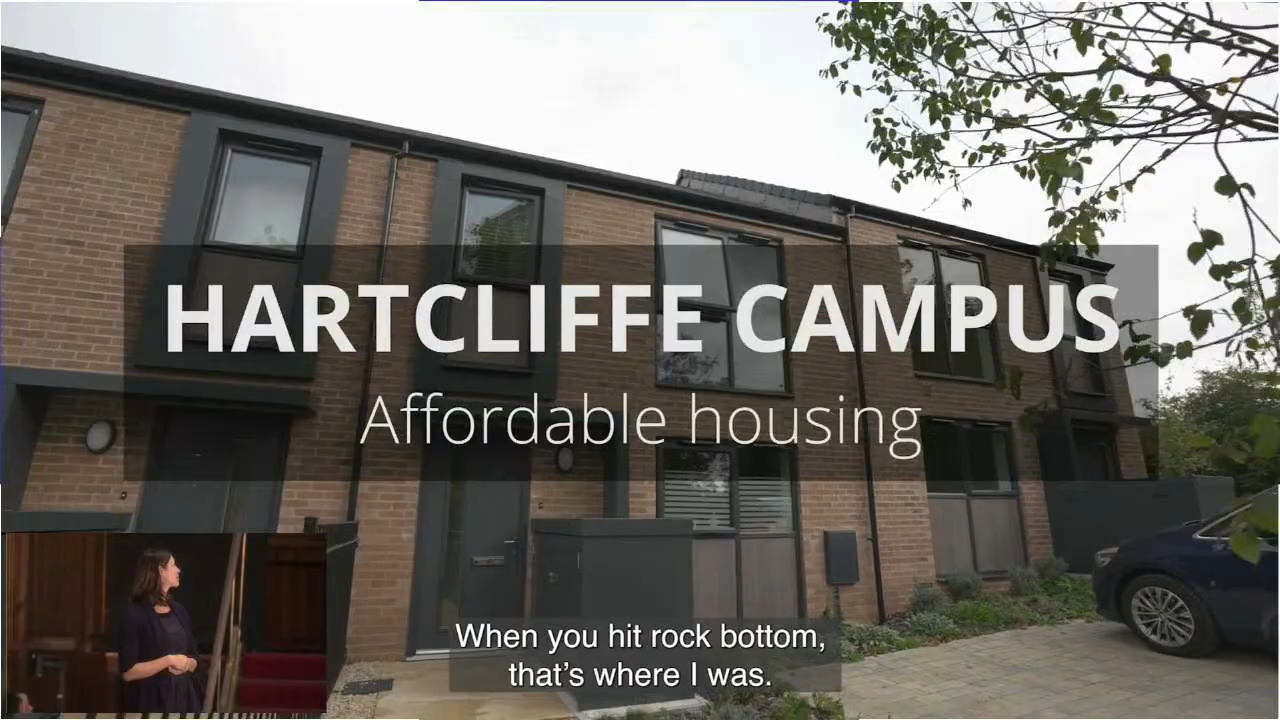 HARTCLIFFE CAMPUS
Affordable housing
When you hit rock bottom,
that's where I was.